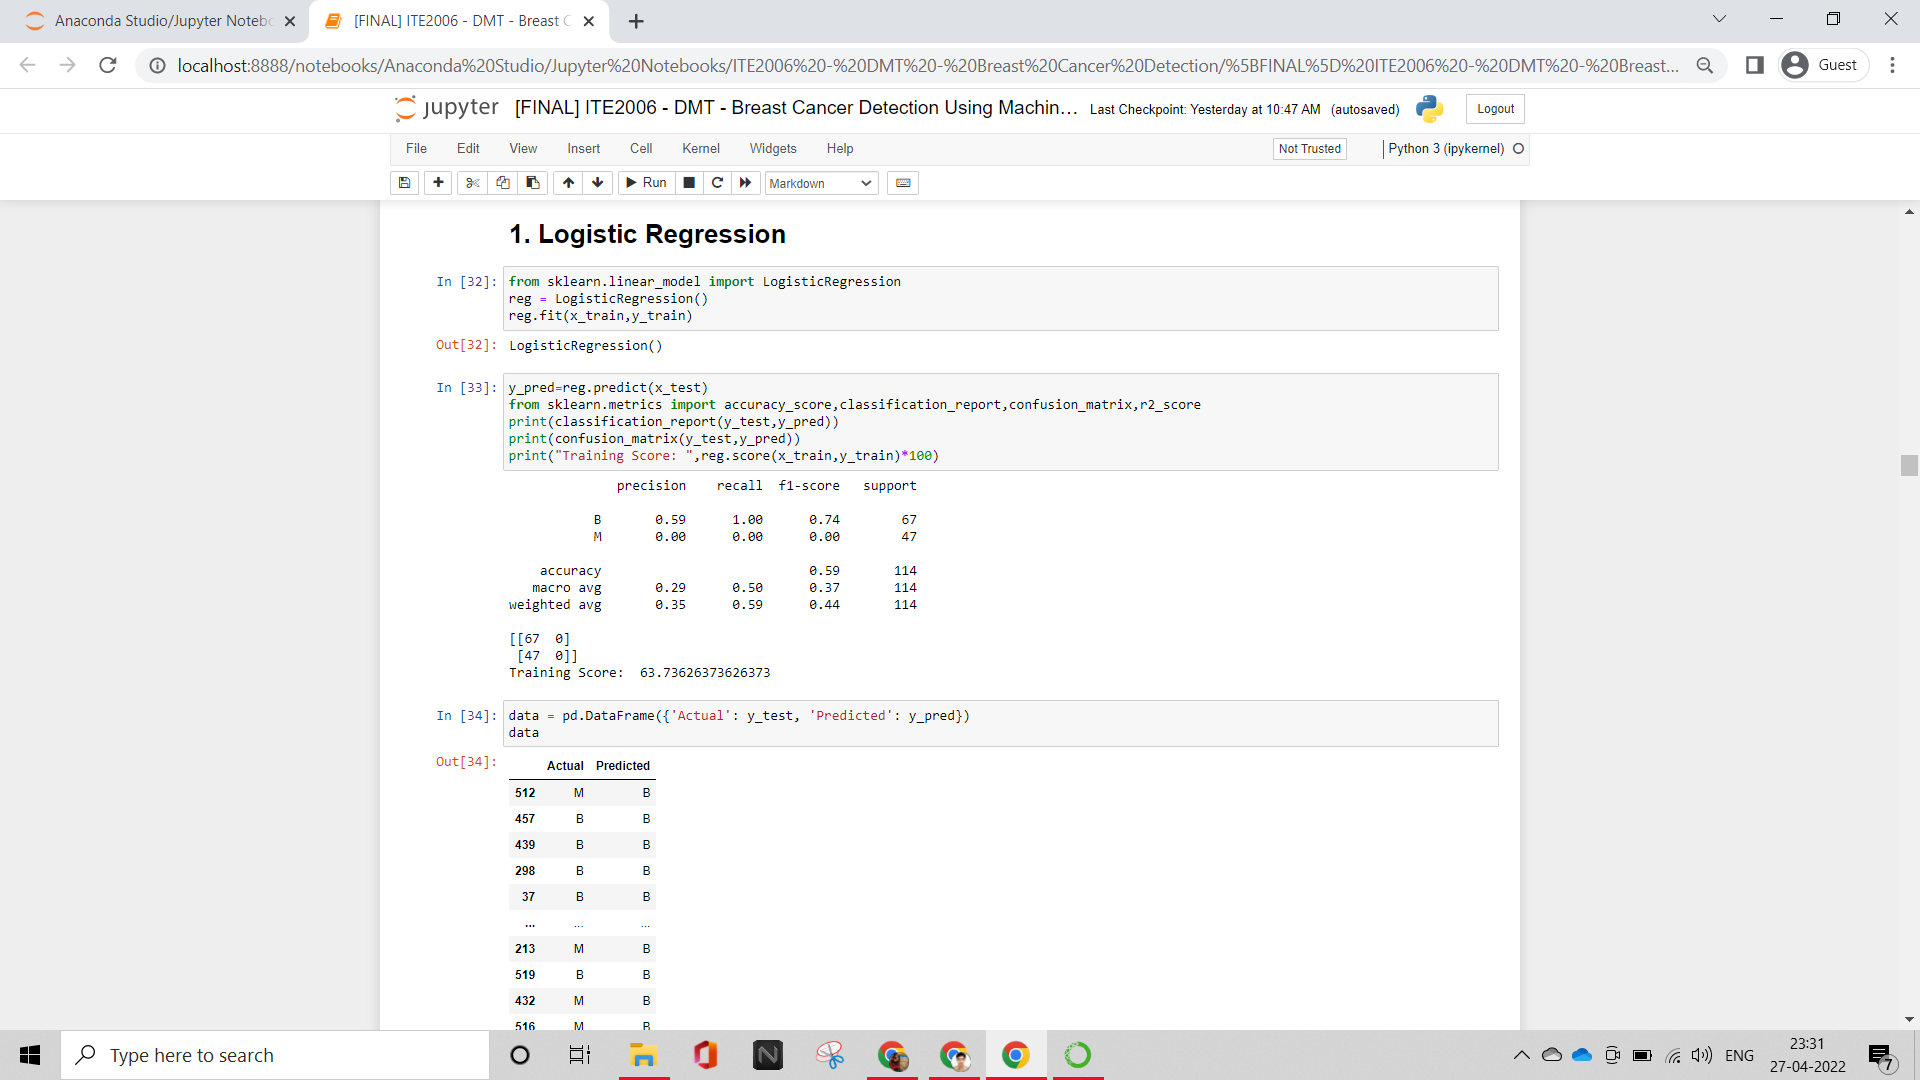 Anaconda Studio/Jupyter Notebo
[FINAL] ITE2006 - DMT - Breast C
localhost:8888/notebooks/Anaconda%20Studio/Jupyter%20Notebooks/ITE2006%20-%20DMT%20-%20Breast%20Cancer%20Detection/%5BFINAL%5D%20ITE2006%20-%20DMT%20-%20Breast...
Guest
jupyter [FINAL] ITE2006 - DMT - Breast Cancer Detection Using Machin... Last Checkpoint: Yesterday at 10:47 AM (autosaved) Logout
File Edit View Insert Cell Kernel Widgets Help Not Trusted Python 3 (ipykernel)
Run Markdown
1. Logistic Regression
In [32]: from sklearn.linear_model import LogisticRegression
reg = LogisticRegression()
reg.fit(x_train,y_train)
Out[32]: LogisticRegression()
In [33]: y_pred=reg.predict(x_test)
from sklearn.metrics import accuracy_score,classification_report,confusion_matrix,r2_score
print(classification_report(y_test,y_pred))
print(confusion_matrix(y_test,y_pred))
print("Training Score: ",reg.score(x_train,y_train)*100)
precision recall f1-score support
B 0.59 1.00 0.74 67
M 0.00 0.00 0.00 47
accuracy 0.59 114
macro avg 0.29 0.50 0.37 114
weighted avg 0.35 0.59 0.44 114
[[67 0]
[47 0]]
Training Score: 63.73626373626373
In [34]: data = pd.DataFrame({'Actual': y_test, 'Predicted': y_pred})
data
Out[34]:
Actual Predicted
512 M B
457 B B
439 B B
298 B B
37 B B
... ... ...
213 M B
519 B B
432 M B
516 M B
Type here to search
N
ENG
23:31
27-04-2022
7